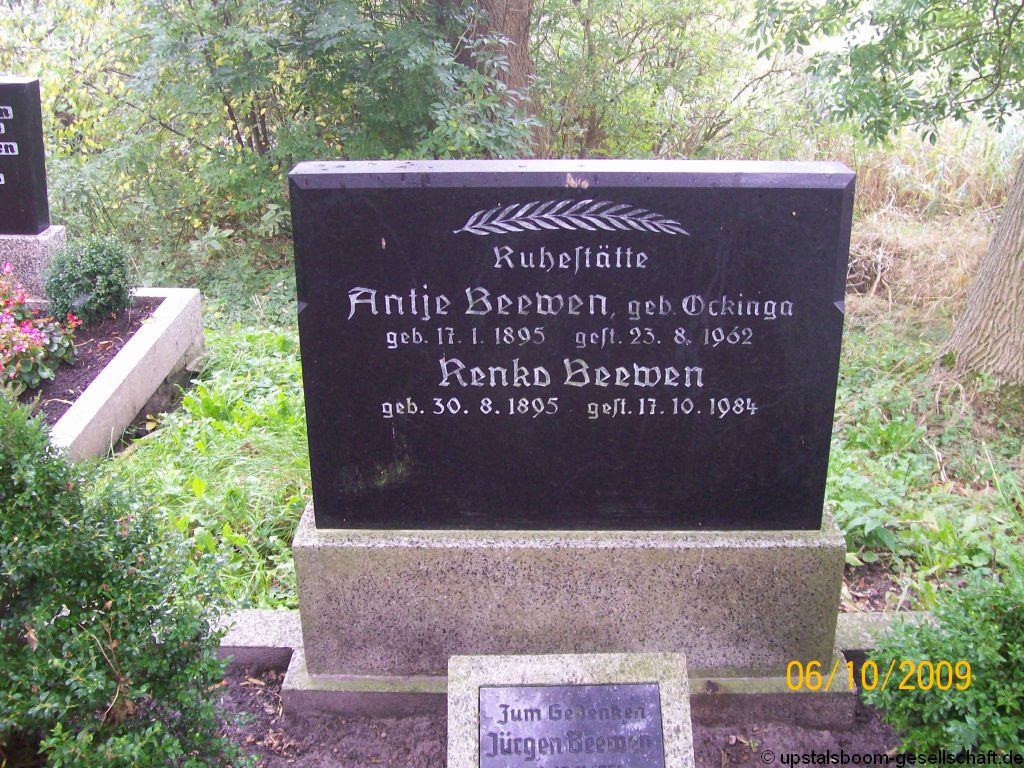 Ruheſtätte
Antje Beewen, geb. Ockinga
geb. 17. 1. 1895 geſt. 23. 8. 1962
Renko Beewen
geb. 30. 8. 1895 geſt. 17. 10. 1984
Zum Gedenken
Jürgen Beewen
06/10/2009
© upstalsboom-gesellschaft.de